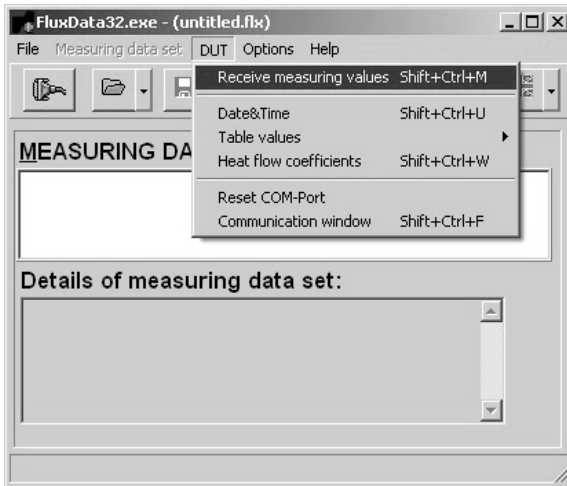 FluxData32.exe - (untitled.flx)
File Measuring data set DUT Options Help
Receive measuring values Shift+Ctrl+M
Date&Time Shift+Ctrl+U
Table values
Heat flow coefficients Shift+Ctrl+W
Reset COM-Port
Communication window Shift+Ctrl+F
MEASURING DA
Details of measuring data set: